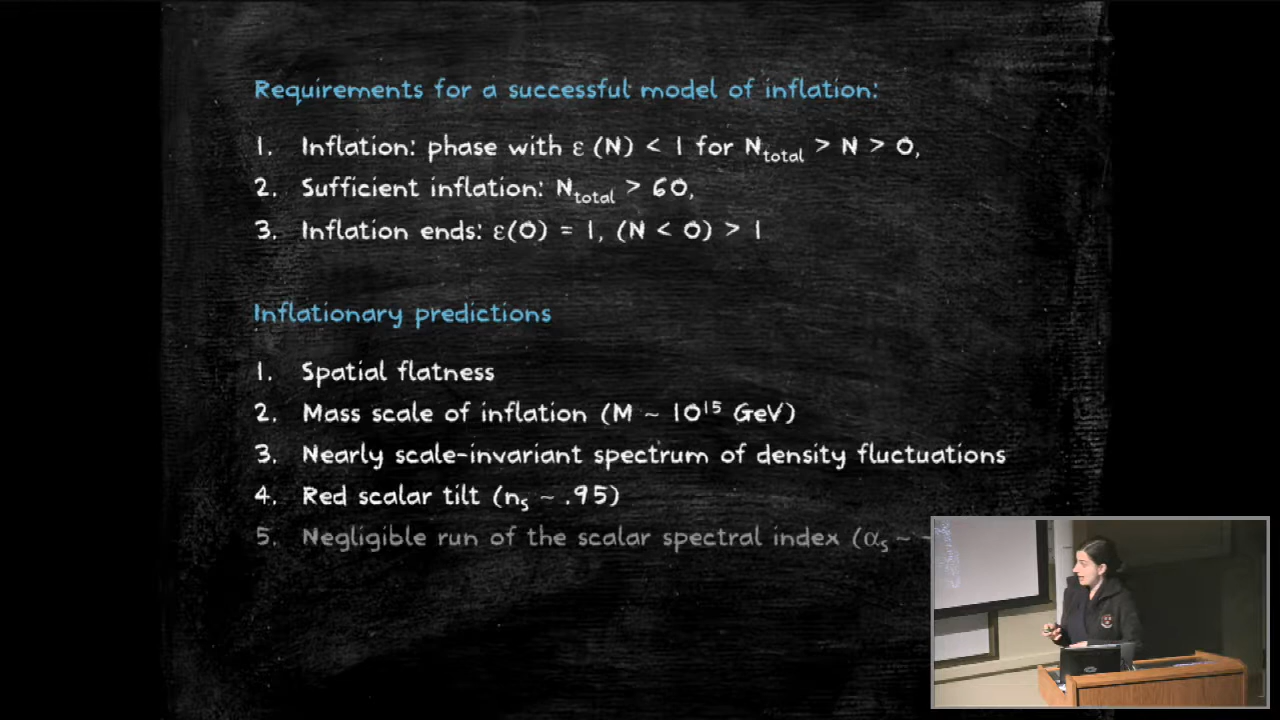 Requirements for a successful model of inflation:
1. Inflation: phase with ε (N) < 1 for N_total > N > 0,
2. Sufficient inflation: N_total > 60,
3. Inflation ends: ε(0) = 1, (N < 0) > 1
Inflationary predictions
1. Spatial flatness
2. Mass scale of inflation (M ~ 10¹⁵ GeV)
3. Nearly scale-invariant spectrum of density fluctuations
4. Red scalar tilt (n_s ~ .95)
5. Negligible run of the scalar spectral index (α_s ~ -